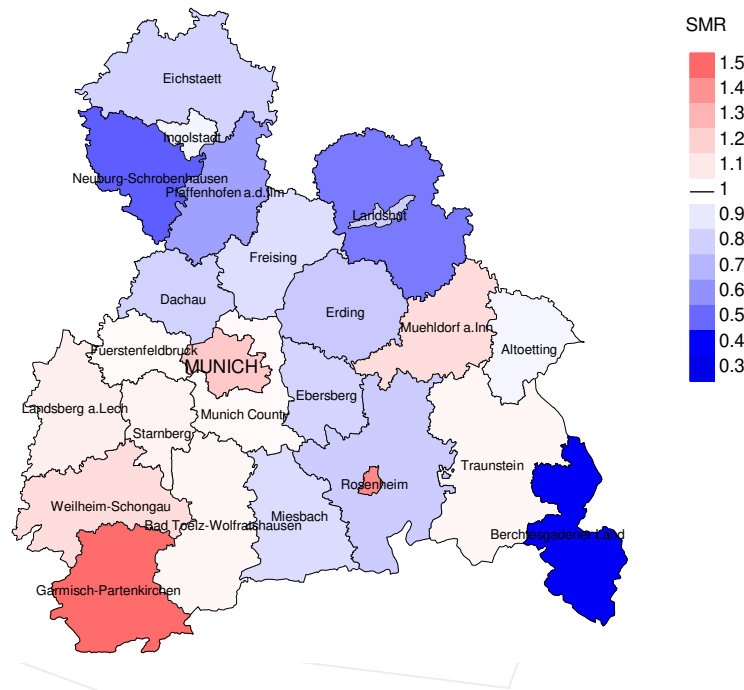 SMR
1.5
1.4
1.3
1.2
1.1
1
0.9
0.8
0.7
0.6
0.5
0.4
0.3
Eichstaett
Ingolstadt
Neuburg-Schrobenhausen
Pfaffenhofen a.d.Ilm
Landshut
Freising
Dachau
Erding
Muehldorf a.Inn
Altoetting
Fuerstenfeldbruck
MUNICH
Ebersberg
Landsberg a.Lech
Munich County
Starnberg
Traunstein
Rosenheim
Weilheim-Schongau
Miesbach
Bad Toelz-Wolfratshausen
Berchtesgadener Land
Garmisch-Partenkirchen